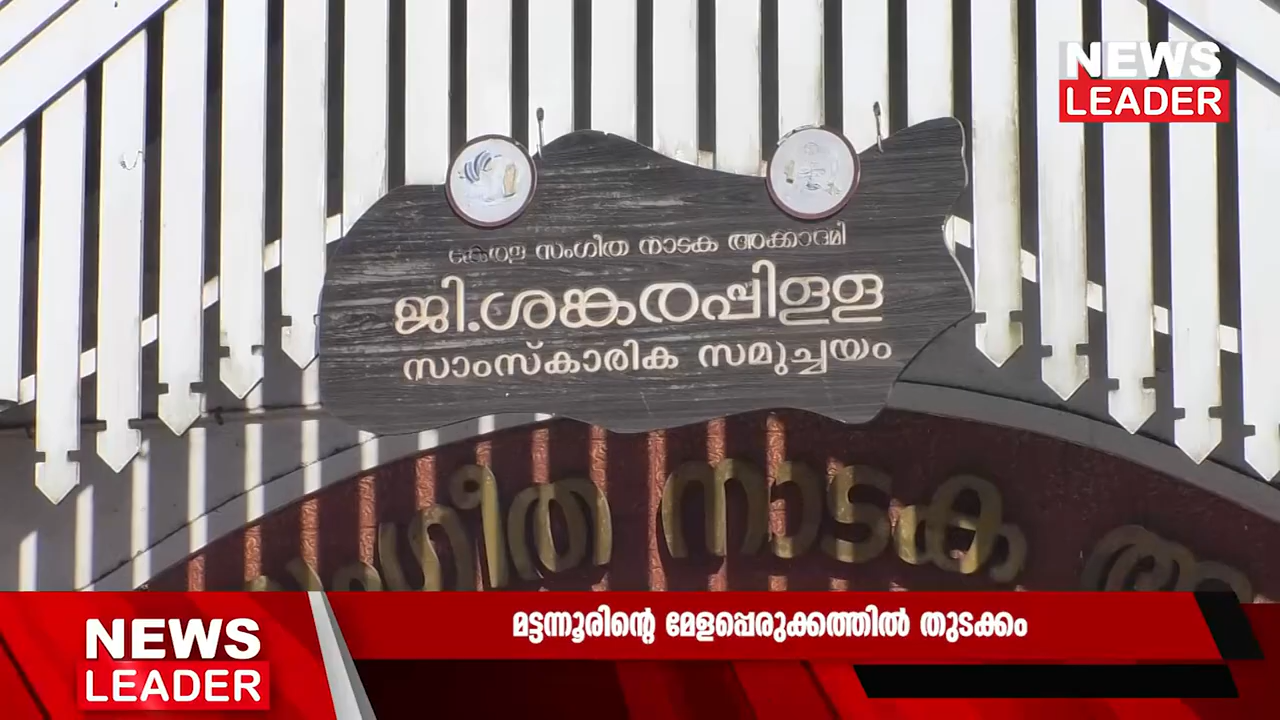 NEWS
LEADER
കേരള സംഗീത നാടക അക്കാദമി
ജി.ശങ്കരപ്പിള്ള
സാംസ്കാരിക സമുച്ചയം
സംഗീത നാടക അ
NEWS
LEADER
മട്ടന്നൂരിന്റെ മേളപ്പെരുക്കത്തിൽ തുടക്കം